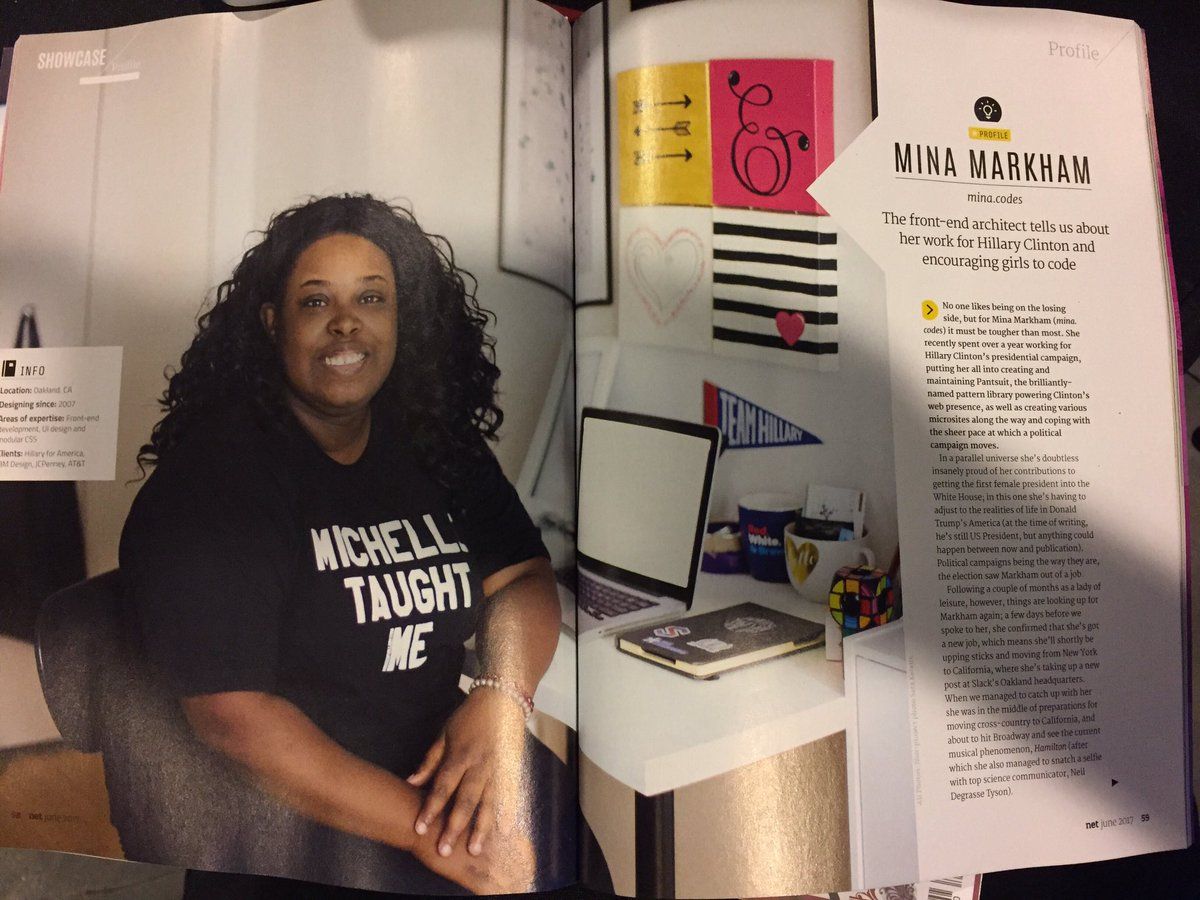 SHOWCASE
Profile
INFO
Location: Oakland, CA
Designing since: 2007
Areas of expertise: Front-end
development, UI design and
modular CSS
Clients: Hillary for America,
IBM Design, JCPenney, AT&T
MICHELLE
TAUGHT
ME
58 net june 2017
TEAM HILLARY
Red,
White,
& Brew
Profile
PROFILE
MINA MARKHAM
mina.codes
The front-end architect tells us about
her work for Hillary Clinton and
encouraging girls to code
No one likes being on the losing
side, but for Mina Markham (mina.
codes) it must be tougher than most. She
recently spent over a year working for
Hillary Clinton's presidential campaign,
putting her all into creating and
maintaining Pantsuit, the brilliantly-
named pattern library powering Clinton's
web presence, as well as creating various
microsites along the way and coping with
the sheer pace at which a political
campaign moves.
In a parallel universe she's doubtless
insanely proud of her contributions to
getting the first female president into the
White House; in this one she's having to
adjust to the realities of life in Donald
Trump's America (at the time of writing,
he's still US President, but anything could
happen between now and publication).
Political campaigns being the way they are,
the election saw Markham out of a job.
Following a couple of months as a lady of
leisure, however, things are looking up for
Markham again; a few days before we
spoke to her, she confirmed that she's got
a new job, which means she'll shortly be
upping sticks and moving from New York
to California, where she's taking up a new
post at Slack's Oakland headquarters.
When we managed to catch up with her
she was in the middle of preparations for
moving cross-country to California, and
about to hit Broadway and see the current
musical phenomenon, Hamilton (after
which she also managed to snatch a selfie
with top science communicator, Neil
Degrasse Tyson).
net june 2017 59